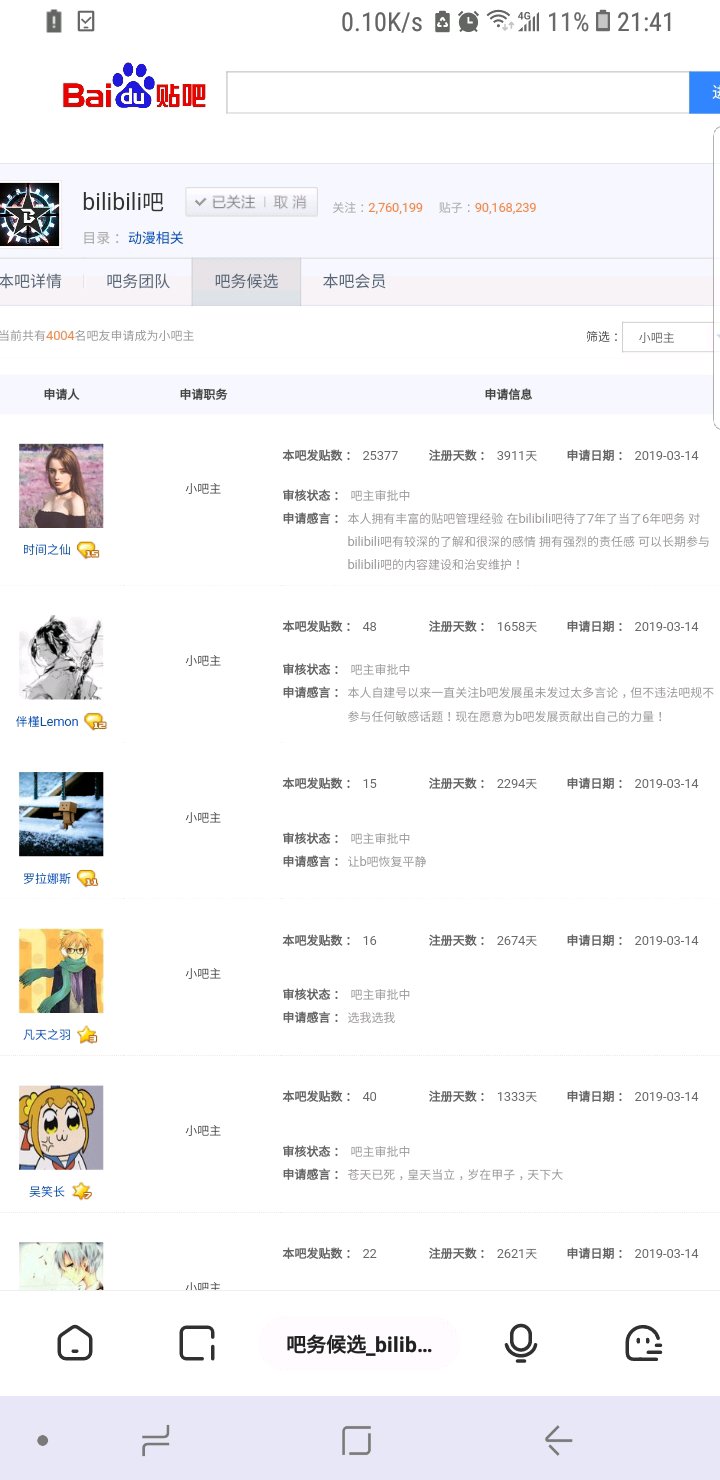 0.10K/s 4G 11% 21:41
Bai du 贴吧
bilibili吧 已关注 取消 关注：2,760,199 贴子：90,168,239
目录： 动漫相关
本吧详情 吧务团队 吧务候选 本吧会员
当前共有4004名吧友申请成为小吧主 筛选： 小吧主
申请人 申请职务 申请信息
本吧发贴数： 25377 注册天数： 3911天 申请日期： 2019-03-14
小吧主
审核状态： 吧主审批中
申请感言： 本人拥有丰富的贴吧管理经验 在bilibili吧待了7年了当了6年吧务 对
bilibili吧有较深的了解和很深的感情 拥有强烈的责任感 可以长期参与
bilibili吧的内容建设和治安维护！
时间之仙
本吧发贴数： 48 注册天数： 1658天 申请日期： 2019-03-14
小吧主
审核状态： 吧主审批中
申请感言： 本人自建号以来一直关注b吧发展虽未发过太多言论，但不违法吧规不
参与任何敏感话题！现在愿意为b吧发展贡献出自己的力量！
伴槿Lemon 12
本吧发贴数： 15 注册天数： 2294天 申请日期： 2019-03-14
小吧主
审核状态： 吧主审批中
申请感言： 让b吧恢复平静
罗拉娜斯 11
本吧发贴数： 16 注册天数： 2674天 申请日期： 2019-03-14
小吧主
审核状态： 吧主审批中
申请感言： 选我选我
凡天之羽
本吧发贴数： 40 注册天数： 1333天 申请日期： 2019-03-14
小吧主
审核状态： 吧主审批中
申请感言： 苍天已死，皇天当立，岁在甲子，天下大
吴笑长
本吧发贴数： 22 注册天数： 2621天 申请日期： 2019-03-14
小吧主
吧务候选_bilib...